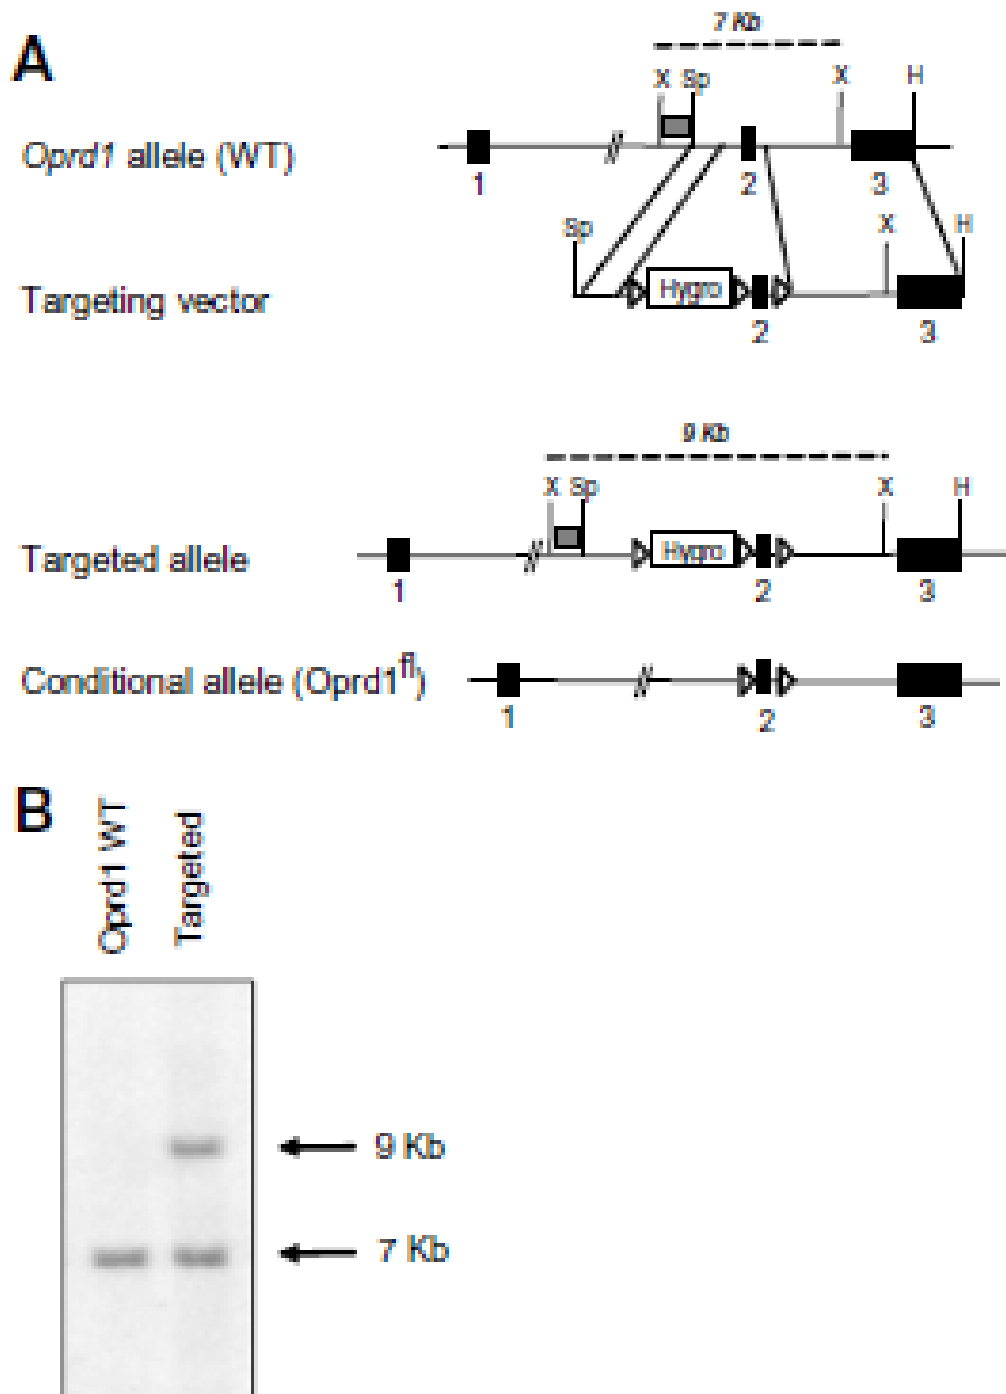 A
7 Kb
X Sp X H
Oprd1 allele (WT)
1 2 3
Sp X H
Targeting vector
Hygro
2 3
9 Kb
X Sp X H
Targeted allele
Hygro
1 2 3
Conditional allele (Oprd1fl)
1 2 3
B
Oprd1 WT
Targeted
9 Kb
7 Kb